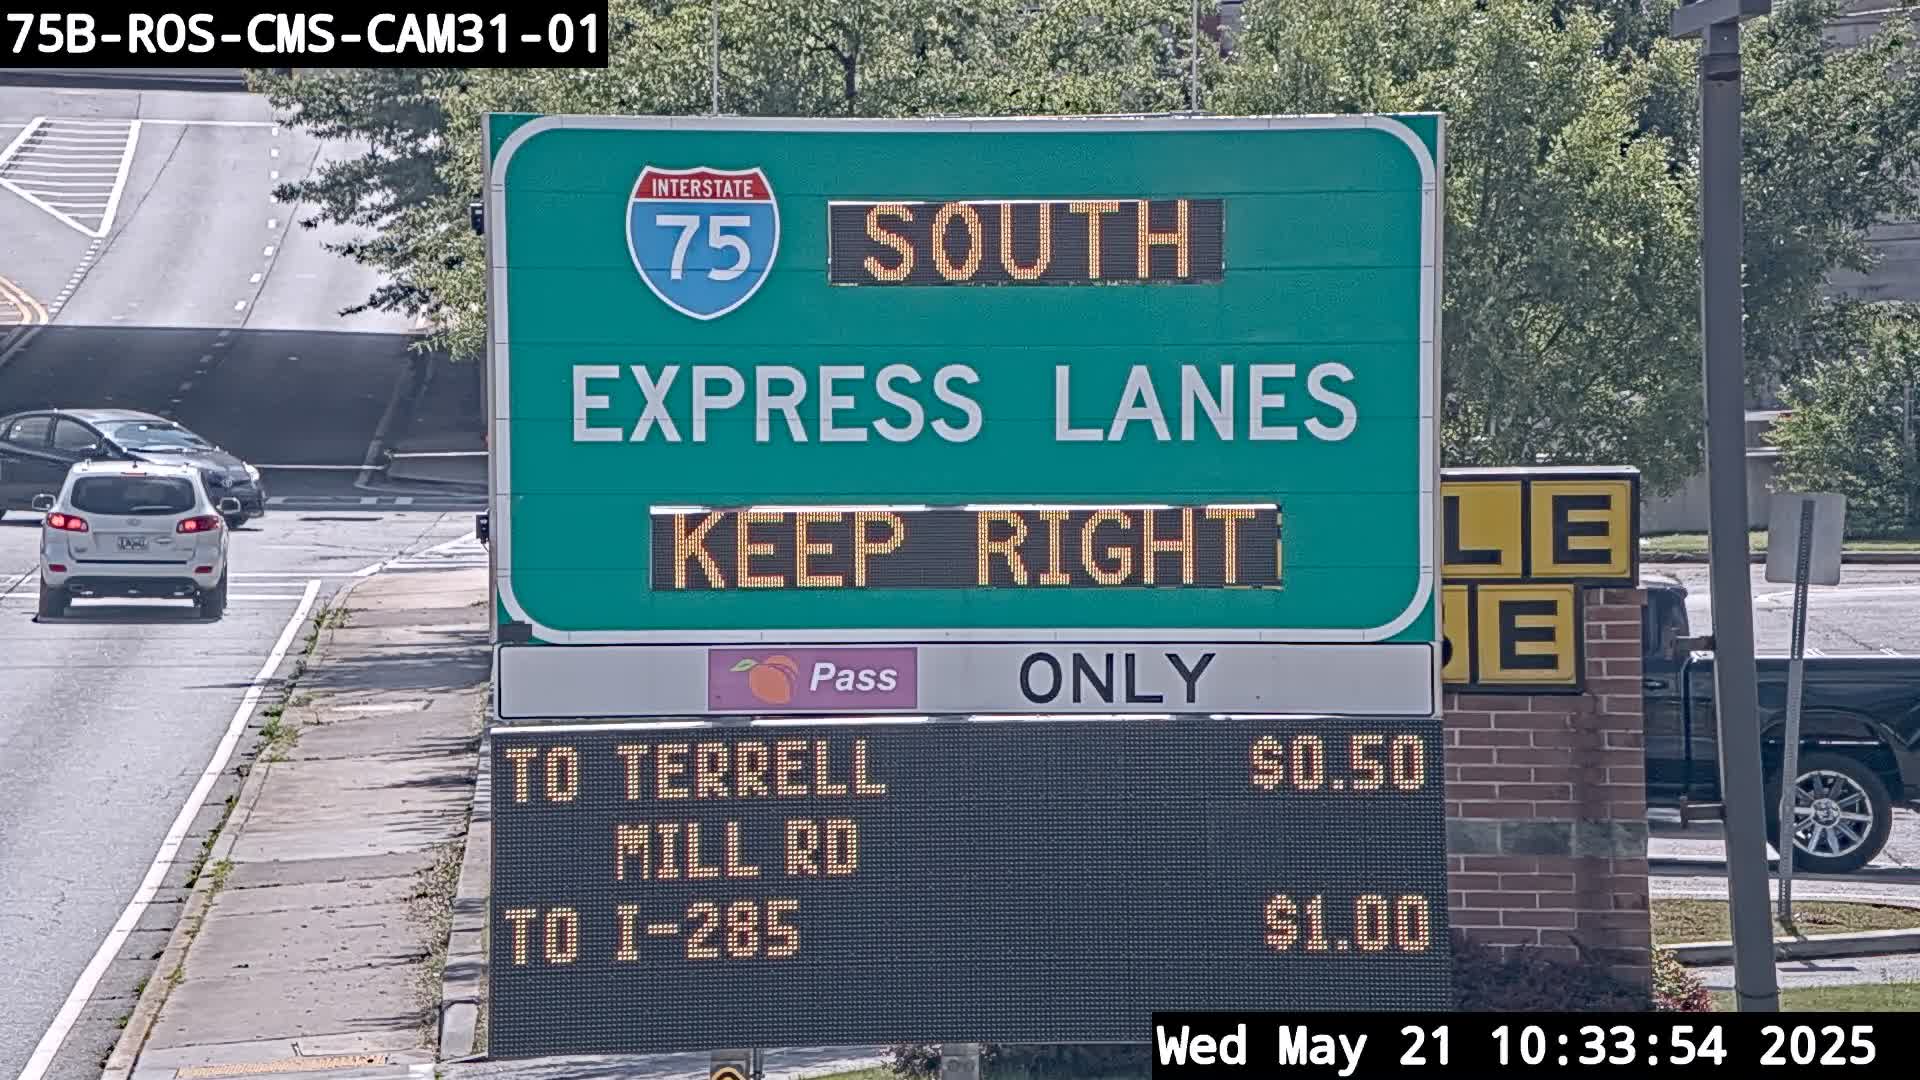 75B-ROS-CMS-CAM31-01
INTERSTATE
75
SOUTH
EXPRESS LANES
KEEP RIGHT
LE
E
Pass ONLY
TO TERRELL $0.50
MILL RD
TO I-285 $1.00
Wed May 21 10:33:54 2025